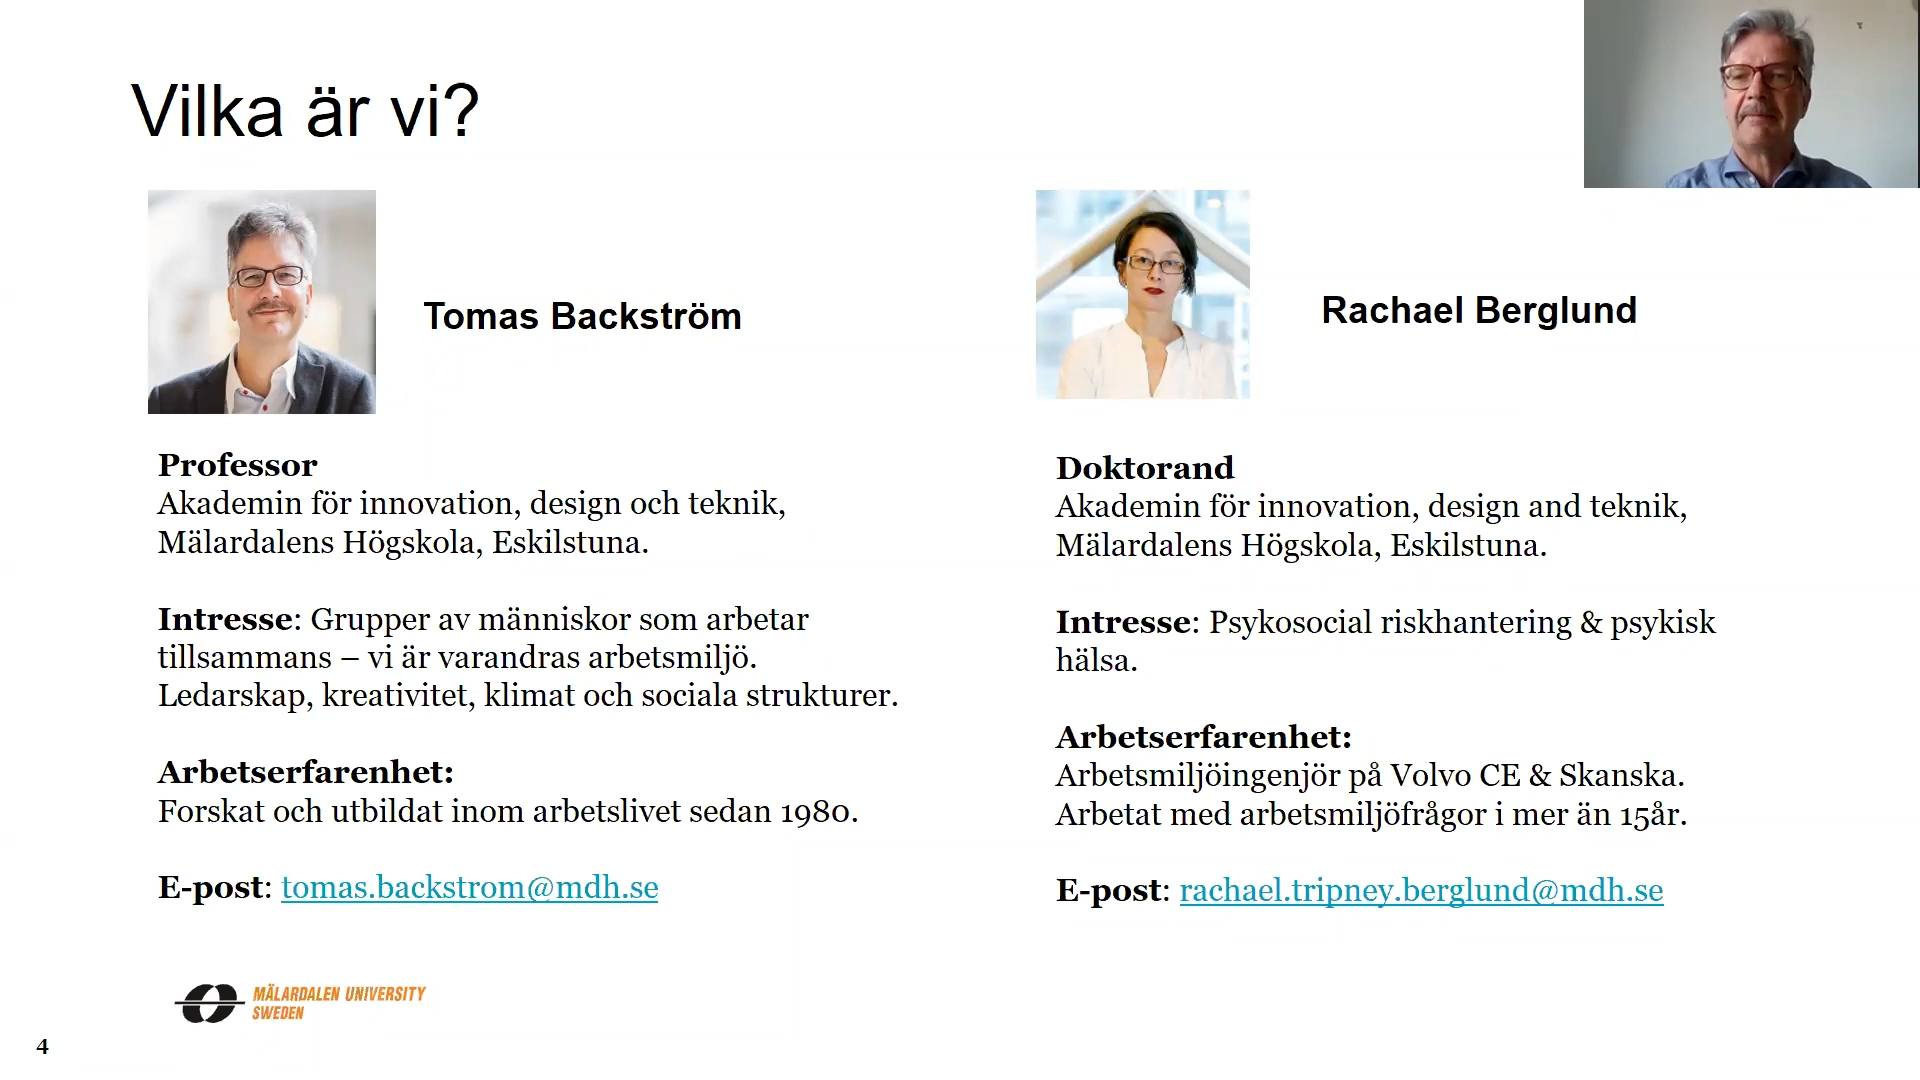 Vilka är vi?
Tomas Backström
Professor
Akademin för innovation, design och teknik,
Mälardalens Högskola, Eskilstuna.
Intresse: Grupper av människor som arbetar
tillsammans – vi är varandras arbetsmiljö.
Ledarskap, kreativitet, klimat och sociala strukturer.
Arbetserfarenhet:
Forskat och utbildat inom arbetslivet sedan 1980.
E-post: tomas.backstrom@mdh.se
Rachael Berglund
Doktorand
Akademin för innovation, design and teknik,
Mälardalens Högskola, Eskilstuna.
Intresse: Psykosocial riskhantering & psykisk
hälsa.
Arbetserfarenhet:
Arbetsmiljöingenjör på Volvo CE & Skanska.
Arbetat med arbetsmiljöfrågor i mer än 15år.
E-post: rachael.tripney.berglund@mdh.se
MÄLARDALEN UNIVERSITY
SWEDEN
4